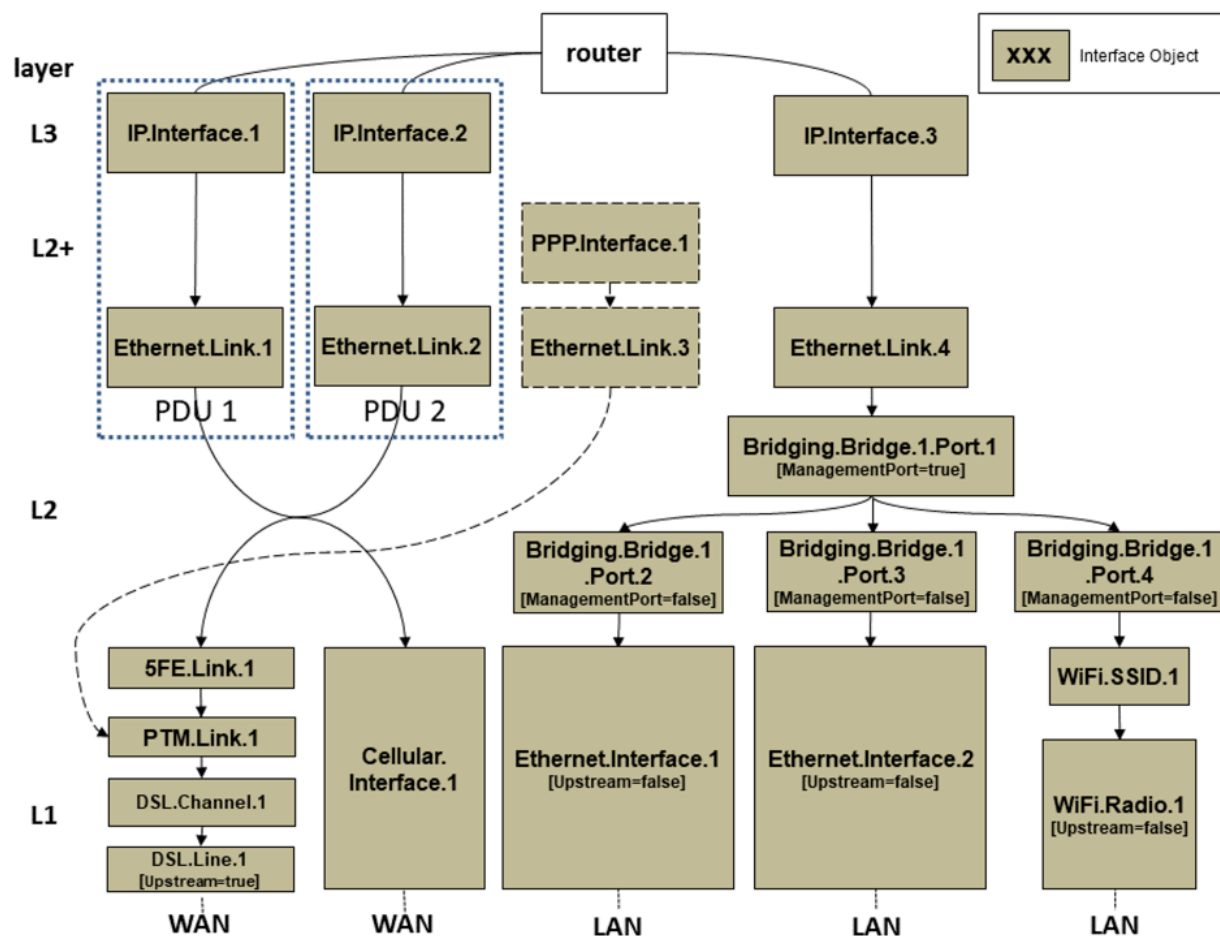 router
XXX
Interface Object
layer
L3
IP.Interface.1
IP.Interface.2
IP.Interface.3
L2+
PPP.Interface.1
Ethernet.Link.1
Ethernet.Link.2
Ethernet.Link.3
Ethernet.Link.4
PDU 1
PDU 2
Bridging.Bridge.1.Port.1
[ManagementPort=true]
L2
Bridging.Bridge.1
.Port.2
[ManagementPort=false]
Bridging.Bridge.1
.Port.3
[ManagementPort=false]
Bridging.Bridge.1
.Port.4
[ManagementPort=false]
5FE.Link.1
PTM.Link.1
DSL.Channel.1
DSL.Line.1
[Upstream=true]
Cellular.
Interface.1
Ethernet.Interface.1
[Upstream=false]
Ethernet.Interface.2
[Upstream=false]
WiFi.SSID.1
WiFi.Radio.1
[Upstream=false]
L1
WAN
WAN
LAN
LAN
LAN